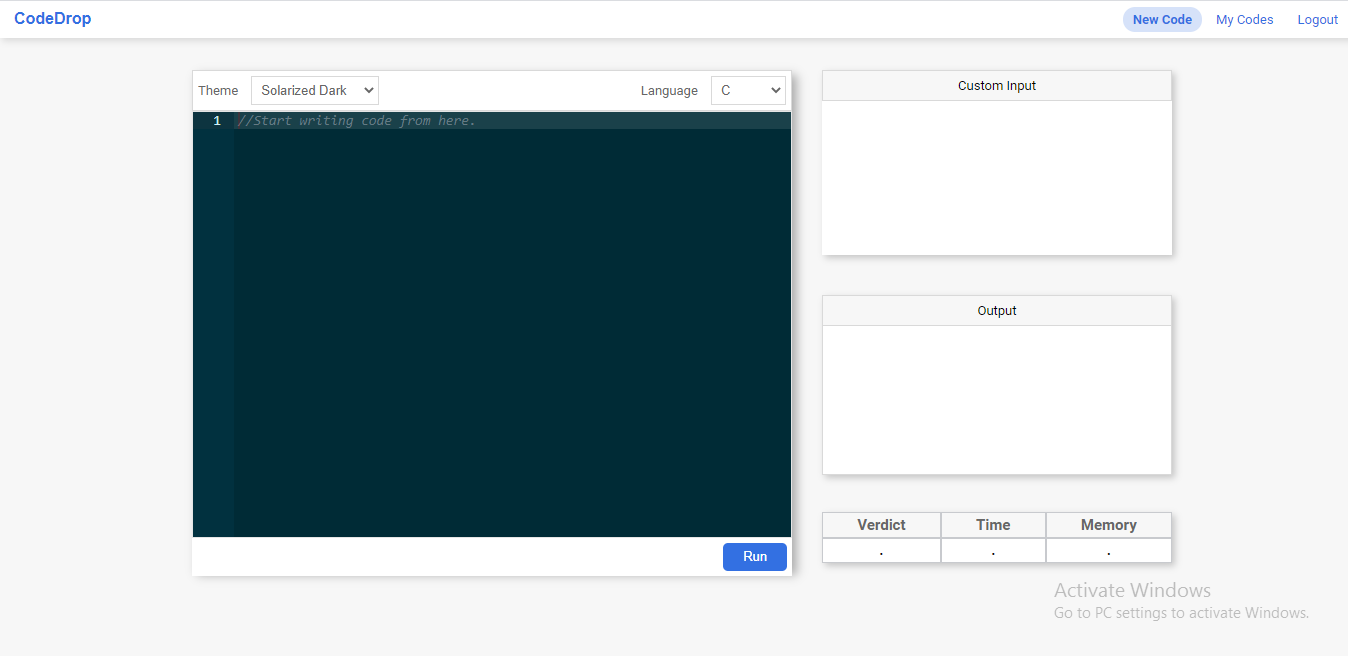 CodeDrop New Code My Codes Logout
Theme Solarized Dark Language C
1 //Start writing code from here.
Run
Custom Input
Output
Verdict Time Memory
. . .
Activate Windows
Go to PC settings to activate Windows.